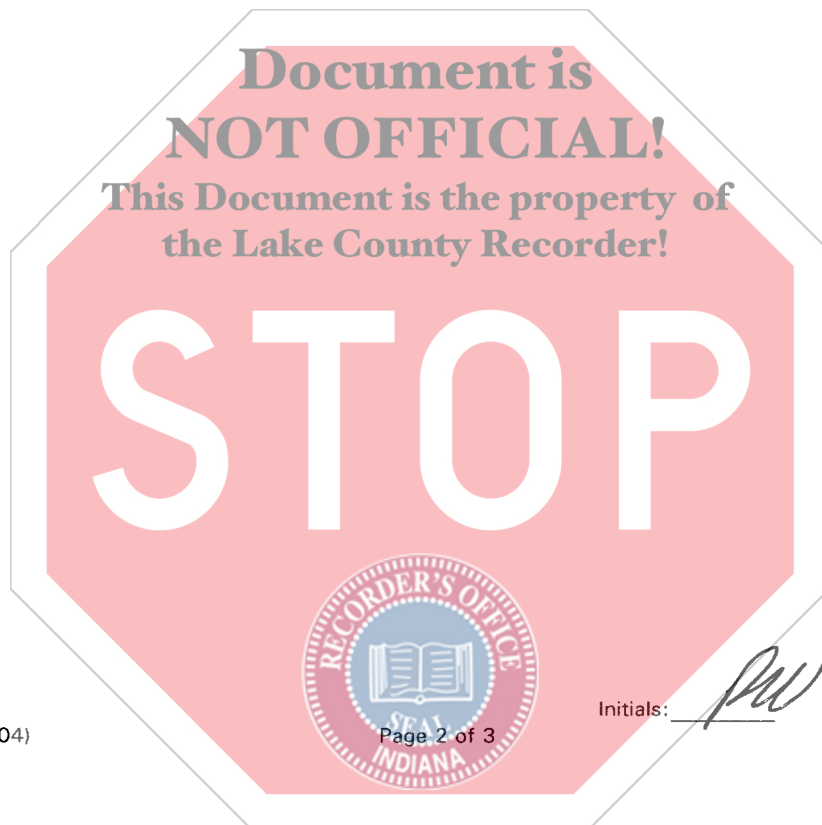 Document is
NOT OFFICIAL!
This Document is the property of
the Lake County Recorder!
STOP
RECORDER'S OFFICE
Initials: PW
04)
SEAL
Page 2 of 3
INDIANA